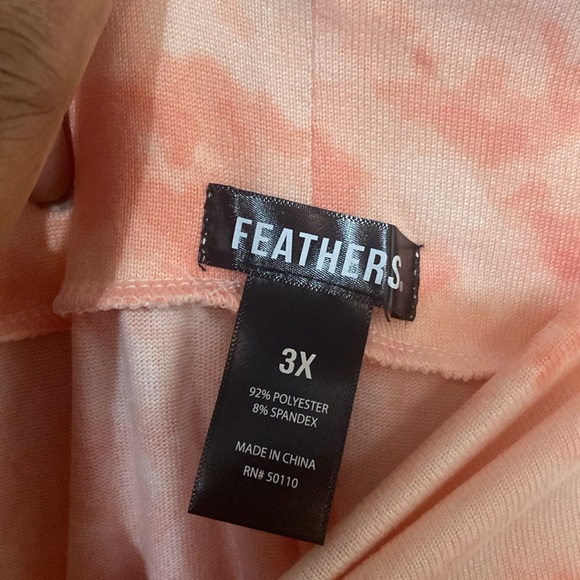 FEATHERS
3X
92% POLYESTER
8% SPANDEX
MADE IN CHINA
RN# 50110